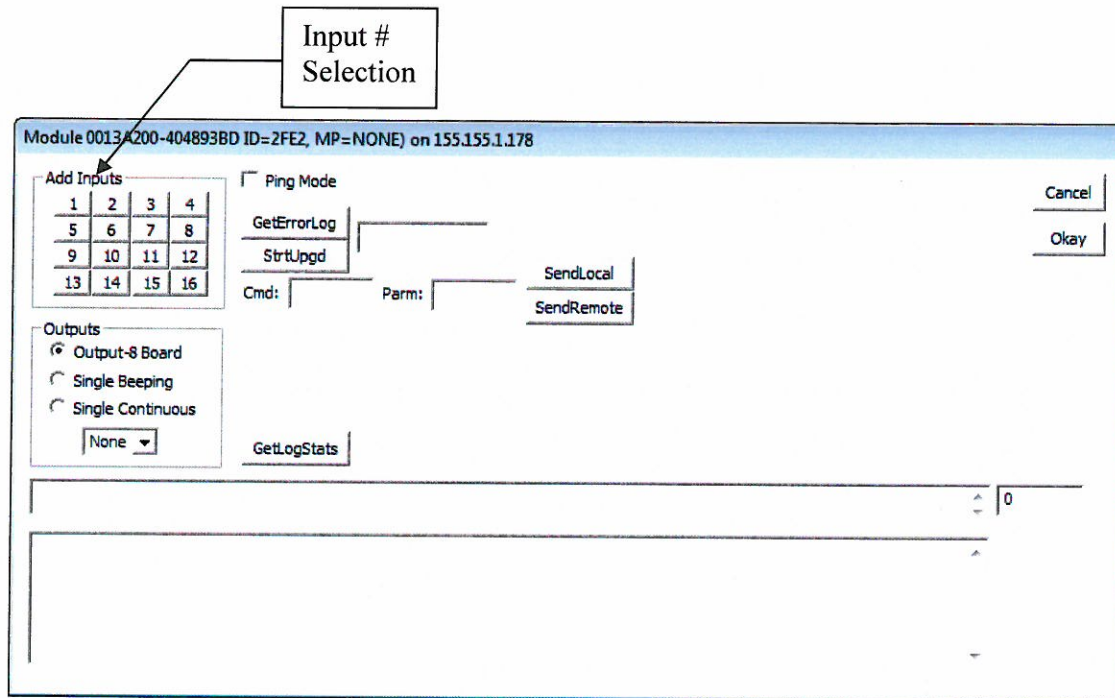 Input #
Selection
Module 0013A200-404893BD ID=2FE2, MP=NONE) on 155.155.1.178
Add Inputs
1 2 3 4
5 6 7 8
9 10 11 12
13 14 15 16
Ping Mode
GetErrorLog
StrtUpgd
Cmd:
Parm:
SendLocal
SendRemote
Cancel
Okay
Outputs
Output-8 Board
Single Beeping
Single Continuous
None
GetLogStats
0